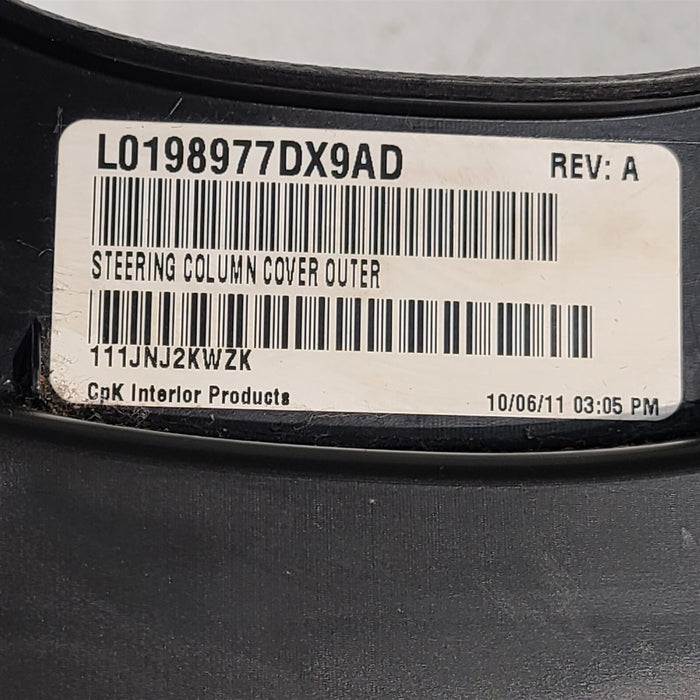 L0198977DX9AD REV: A
STEERING COLUMN COVER OUTER
111JNJ2KWZK
CpK Interior Products 10/06/11 03:05 PM